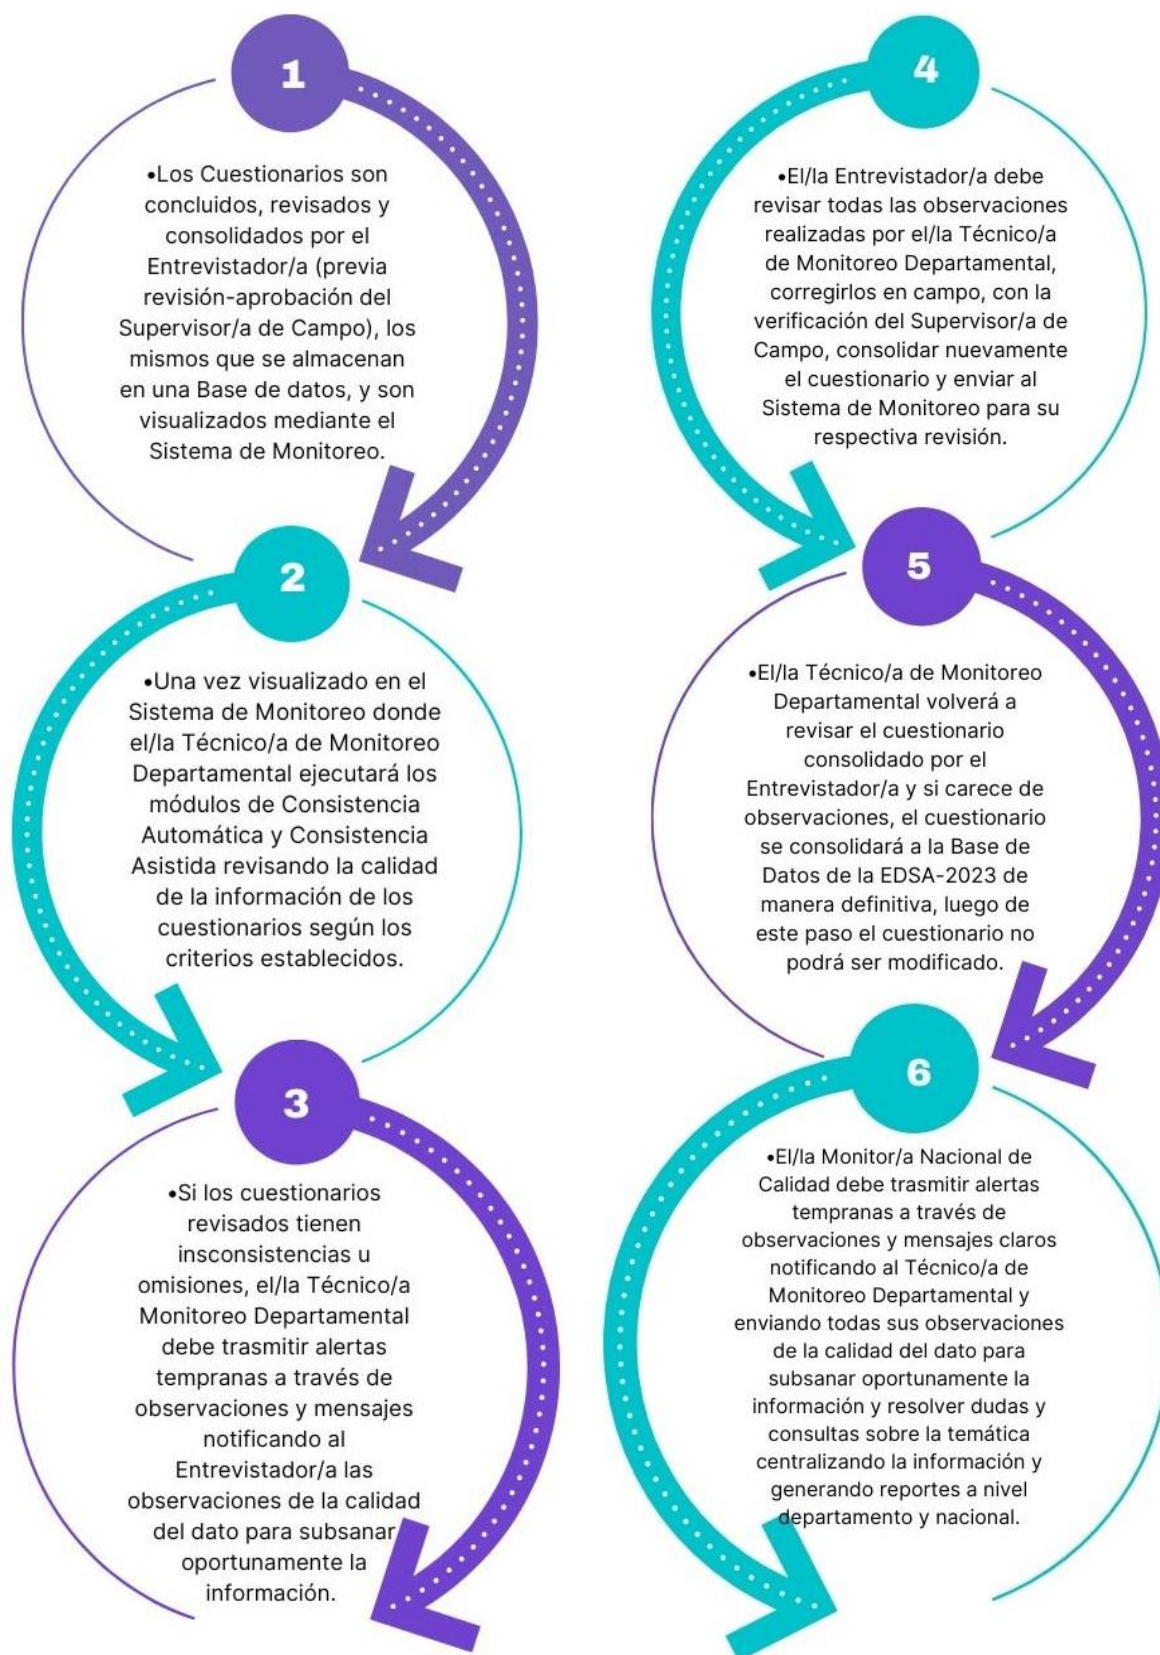 1
•Los Cuestionarios son
concluidos, revisados y
consolidados por el
Entrevistador/a (previa
revisión-aprobación del
Supervisor/a de Campo), los
mismos que se almacenan
en una Base de datos, y son
visualizados mediante el
Sistema de Monitoreo.
2
•Una vez visualizado en el
Sistema de Monitoreo donde
el/la Técnico/a de Monitoreo
Departamental ejecutará los
módulos de Consistencia
Automática y Consistencia
Asistida revisando la calidad
de la información de los
cuestionarios según los
criterios establecidos.
3
•Si los cuestionarios
revisados tienen
insconsistencias u
omisiones, el/la Técnico/a
Monitoreo Departamental
debe trasmitir alertas
tempranas a través de
observaciones y mensajes
notificando al
Entrevistador/a las
observaciones de la calidad
del dato para subsanar
oportunamente la
información.
4
•El/la Entrevistador/a debe
revisar todas las observaciones
realizadas por el/la Técnico/a
de Monitoreo Departamental,
corregirlos en campo, con la
verificación del Supervisor/a de
Campo, consolidar nuevamente
el cuestionario y enviar al
Sistema de Monitoreo para su
respectiva revisión.
5
•El/la Técnico/a de Monitoreo
Departamental volverá a
revisar el cuestionario
consolidado por el
Entrevistador/a y si carece de
observaciones, el cuestionario
se consolidará a la Base de
Datos de la EDSA-2023 de
manera definitiva, luego de
este paso el cuestionario no
podrá ser modificado.
6
•El/la Monitor/a Nacional de
Calidad debe trasmitir alertas
tempranas a través de
observaciones y mensajes claros
notificando al Técnico/a de
Monitoreo Departamental y
enviando todas sus observaciones
de la calidad del dato para
subsanar oportunamente la
información y resolver dudas y
consultas sobre la temática
centralizando la información y
generando reportes a nivel
departamento y nacional.